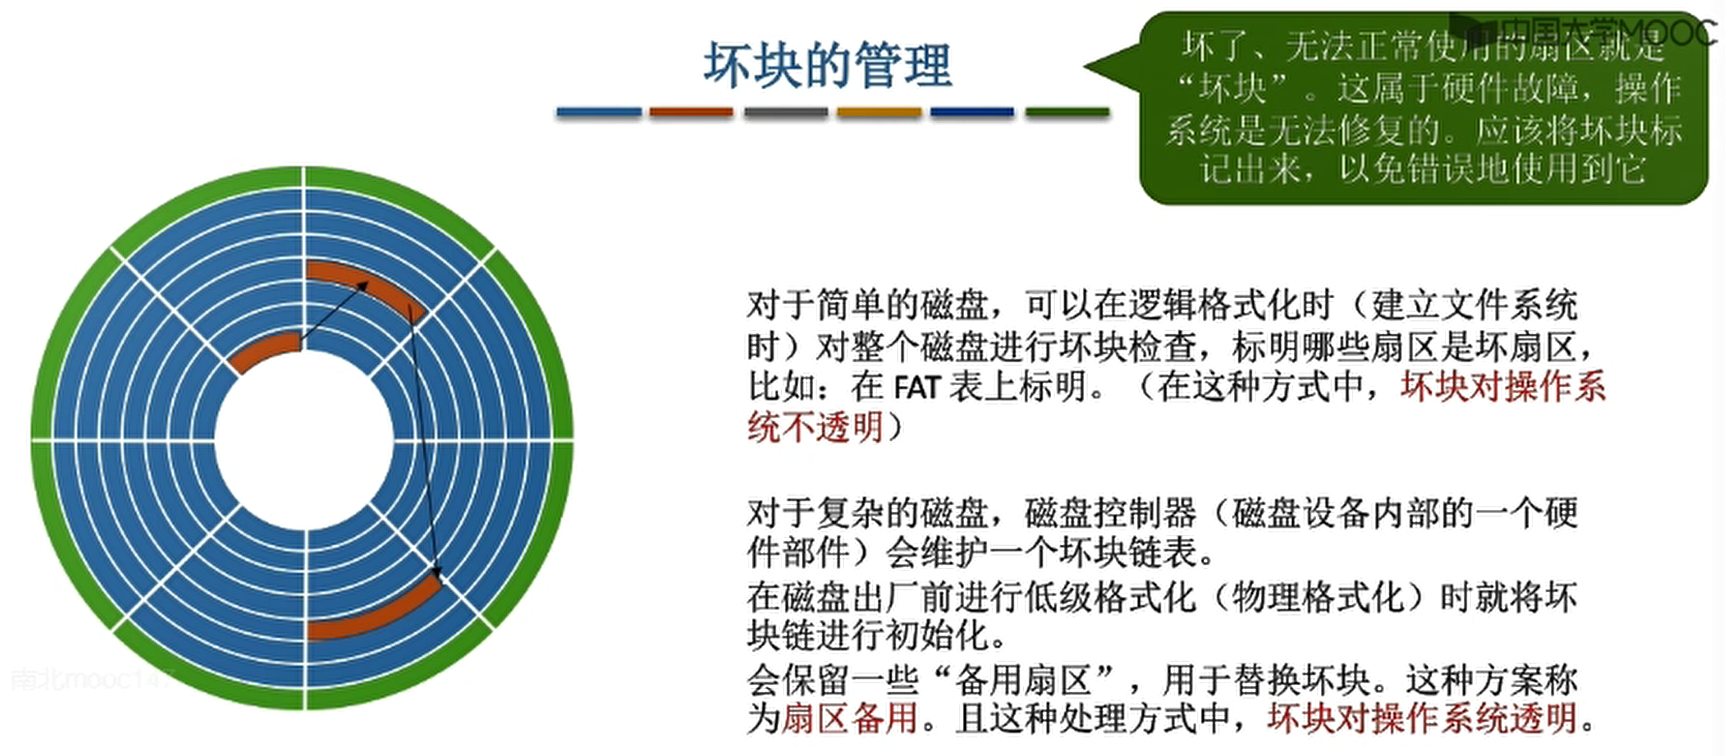 坏块的管理
中国大学MOOC
坏了、无法正常使用的扇区就是
“坏块”。这属于硬件故障，操作
系统是无法修复的。应该将坏块标
记出来，以免错误地使用到它
对于简单的磁盘，可以在逻辑格式化时（建立文件系统
时）对整个磁盘进行坏块检查，标明哪些扇区是坏扇区，
比如：在 FAT 表上标明。（在这种方式中，坏块对操作系
统不透明）
对于复杂的磁盘，磁盘控制器（磁盘设备内部的一个硬
件部件）会维护一个坏块链表。
在磁盘出厂前进行低级格式化（物理格式化）时就将坏
块链进行初始化。
会保留一些“备用扇区”，用于替换坏块。这种方案称
为扇区备用。且这种处理方式中，坏块对操作系统透明。
南北mooc147